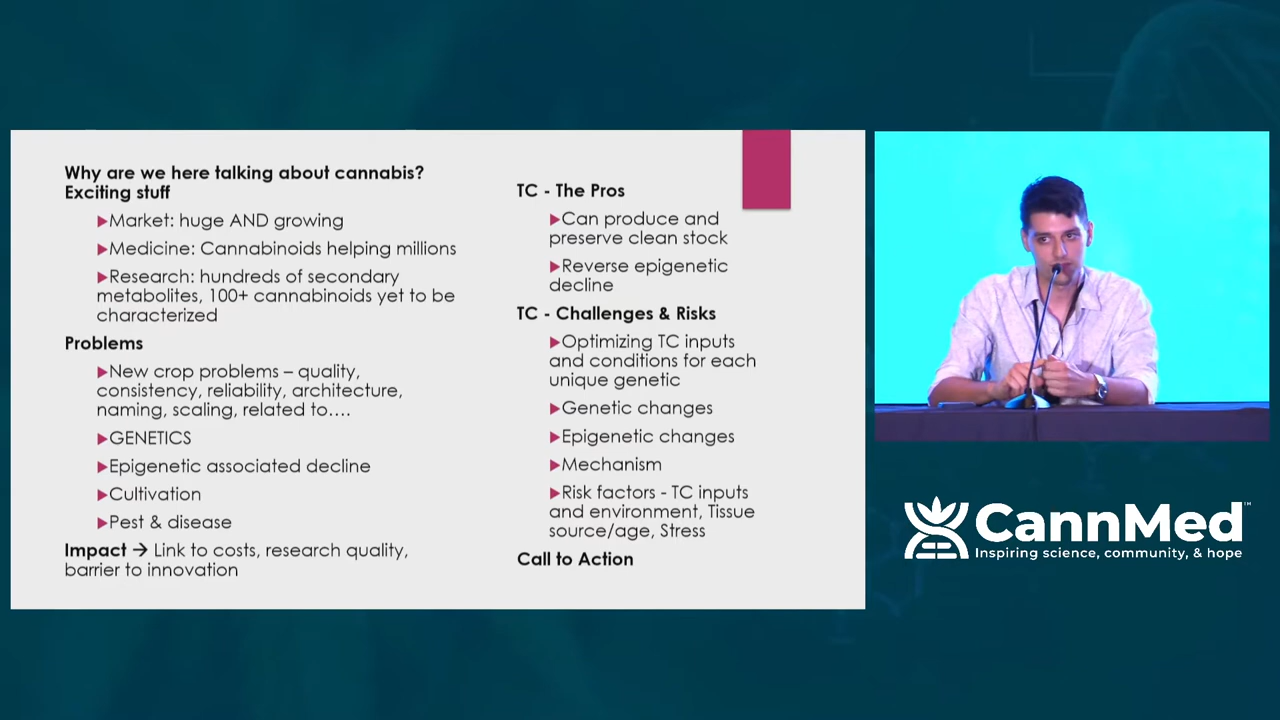 Why are we here talking about cannabis?
Exciting stuff
▶Market: huge AND growing
▶Medicine: Cannabinoids helping millions
▶Research: hundreds of secondary
metabolites, 100+ cannabinoids yet to be
characterized
Problems
▶New crop problems – quality,
consistency, reliability, architecture,
naming, scaling, related to….
▶GENETICS
▶Epigenetic associated decline
▶Cultivation
▶Pest & disease
Impact → Link to costs, research quality,
barrier to innovation
TC - The Pros
▶Can produce and
preserve clean stock
▶Reverse epigenetic
decline
TC - Challenges & Risks
▶Optimizing TC inputs
and conditions for each
unique genetic
▶Genetic changes
▶Epigenetic changes
▶Mechanism
▶Risk factors - TC inputs
and environment, Tissue
source/age, Stress
Call to Action
CannMed™
Inspiring science, community, & hope